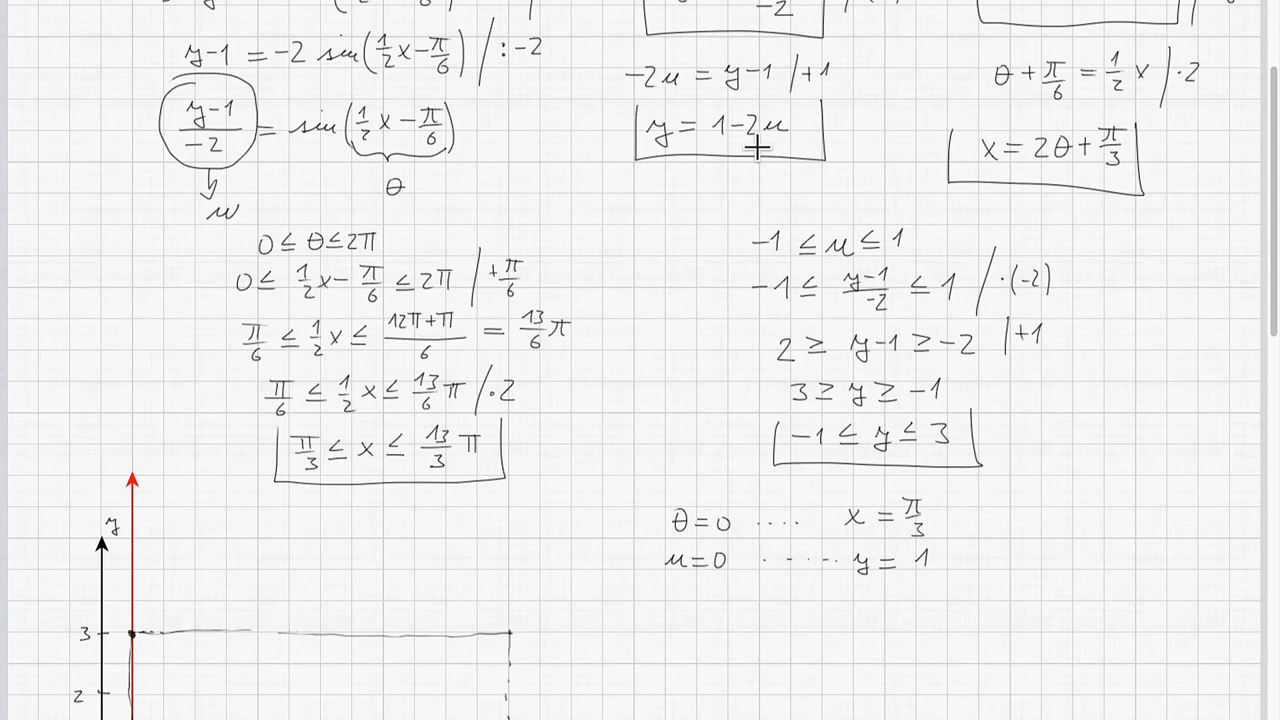 y-1 = -2 sin(1/2 x - π/6) / : -2
(y-1)/(-2) = sin(1/2 x - π/6)
θ
u
-2u = y-1 /+1
y = 1-2u
θ + π/6 = 1/2 x / ·2
x = 2θ + π/3
0 ≤ θ ≤ 2π
0 ≤ 1/2 x - π/6 ≤ 2π / +π/6
π/6 ≤ 1/2 x ≤ (12π+π)/6 = 13/6 π
π/6 ≤ 1/2 x ≤ 13/6 π / ·2
π/3 ≤ x ≤ 13/3 π
-1 ≤ u ≤ 1
-1 ≤ (y-1)/(-2) ≤ 1 / ·(-2)
2 ≥ y-1 ≥ -2 /+1
3 ≥ y ≥ -1
-1 ≤ y ≤ 3
θ=0 .... x = π/3
u=0 ...... y = 1
y
3
2